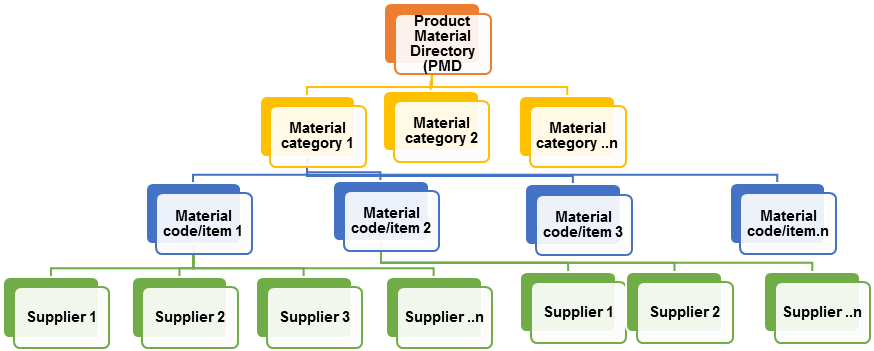 Product
Material
Directory
(PMD
Material
category 1
Material
category 2
Material
category ..n
Material
code/item 1
Material
code/item 2
Material
code/item 3
Material
code/item.n
Supplier 1
Supplier 2
Supplier 3
Supplier ..n
Supplier 1
Supplier 2
Supplier ..n